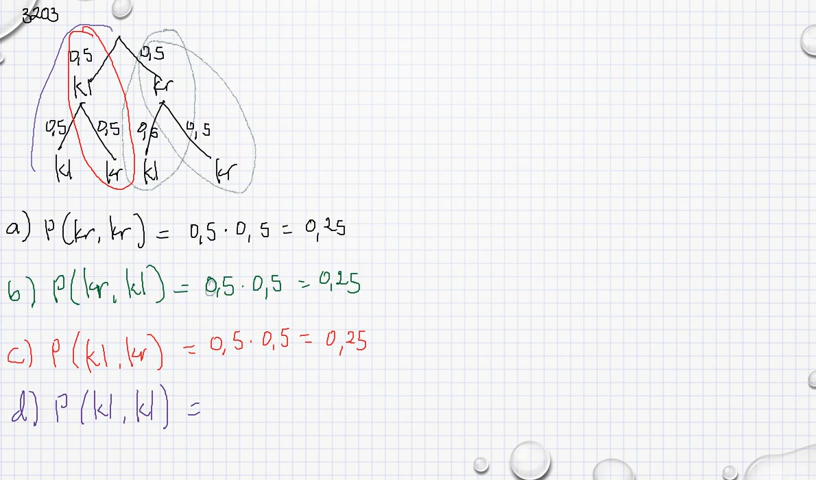 3203
0,5 0,5
kl kr
0,5 0,5 0,5 0,5
kl kr kl kr
a) P(kr, kr) = 0,5 · 0,5 = 0,25
b) P(kr, kl) = 0,5 · 0,5 = 0,25
c) P(kl, kr) = 0,5 · 0,5 = 0,25
d) P(kl, kl) =